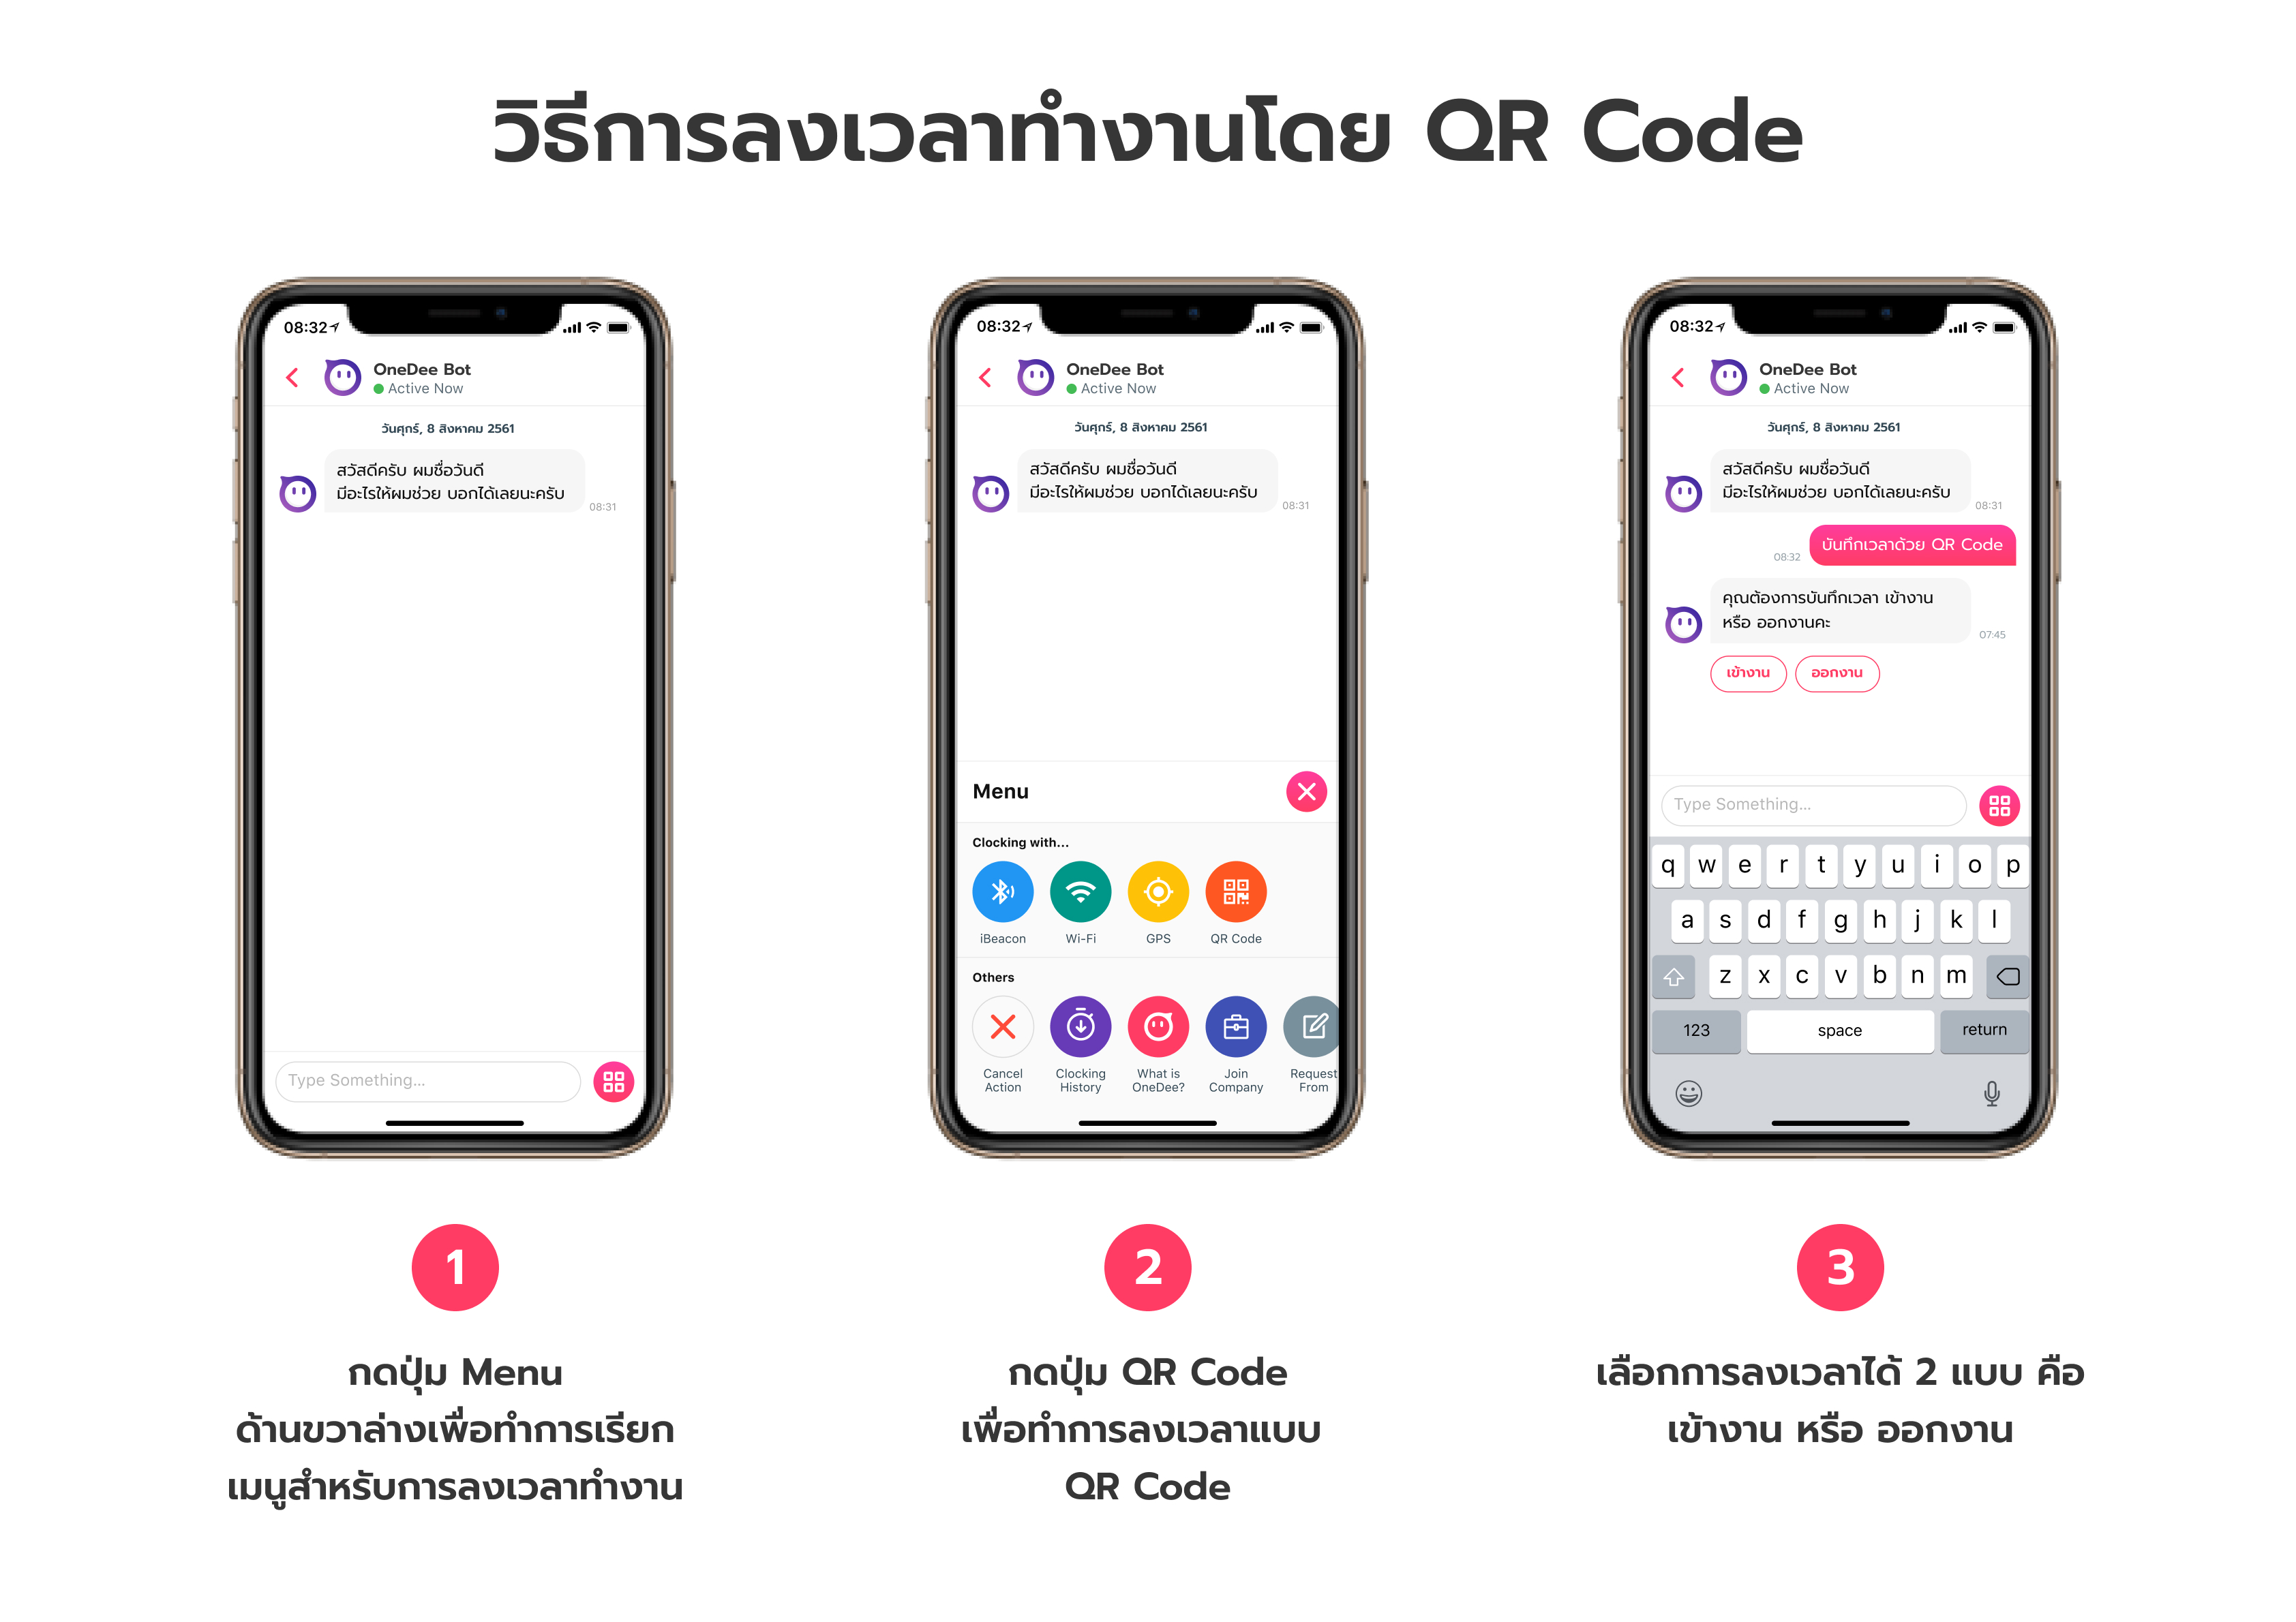 วิธีการลงเวลาทำงานโดย QR Code
08:32
OneDee Bot
Active Now
วันศุกร์, 8 สิงหาคม 2561
สวัสดีครับ ผมชื่อวันดี
มีอะไรให้ผมช่วย บอกได้เลยนะครับ
08:31
Type Something...
1
กดปุ่ม Menu
ด้านขวาล่างเพื่อทำการเรียก
เมนูสำหรับการลงเวลาทำงาน
08:32
OneDee Bot
Active Now
วันศุกร์, 8 สิงหาคม 2561
สวัสดีครับ ผมชื่อวันดี
มีอะไรให้ผมช่วย บอกได้เลยนะครับ
08:31
Menu
Clocking with...
iBeacon Wi-Fi GPS QR Code
Others
Cancel Clocking What is Join Request
Action History OneDee? Company From
2
กดปุ่ม QR Code
เพื่อทำการลงเวลาแบบ
QR Code
08:32
OneDee Bot
Active Now
วันศุกร์, 8 สิงหาคม 2561
สวัสดีครับ ผมชื่อวันดี
มีอะไรให้ผมช่วย บอกได้เลยนะครับ
08:31
บันทึกเวลาด้วย QR Code
08:32
คุณต้องการบันทึกเวลา เข้างาน
หรือ ออกงานคะ
07:45
เข้างาน ออกงาน
Type Something...
q w e r t y u i o p
a s d f g h j k l
z x c v b n m
123 space return
3
เลือกการลงเวลาได้ 2 แบบ คือ
เข้างาน หรือ ออกงาน